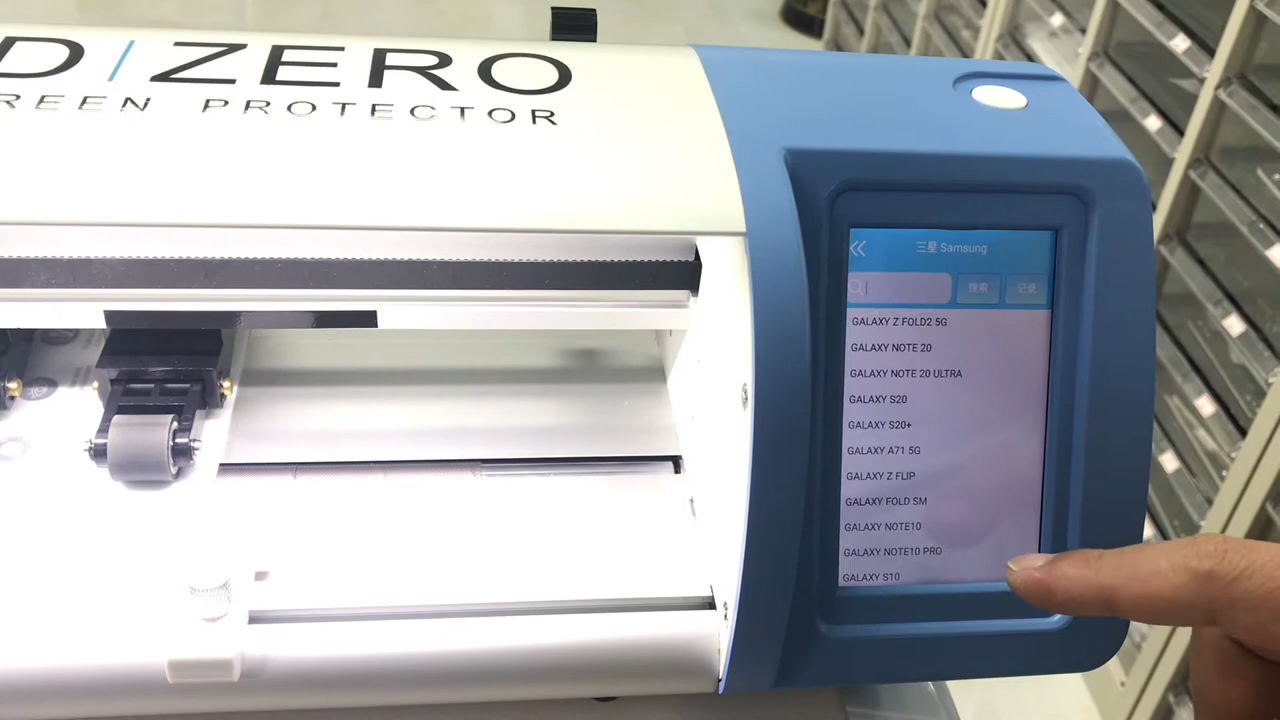 D|ZERO
REEN PROTECTOR
三星 Samsung
搜索 记录
GALAXY Z FOLD2 5G
GALAXY NOTE 20
GALAXY NOTE 20 ULTRA
GALAXY S20
GALAXY S20+
GALAXY A71 5G
GALAXY Z FLIP
GALAXY FOLD SM
GALAXY NOTE10
GALAXY NOTE10 PRO
GALAXY S10